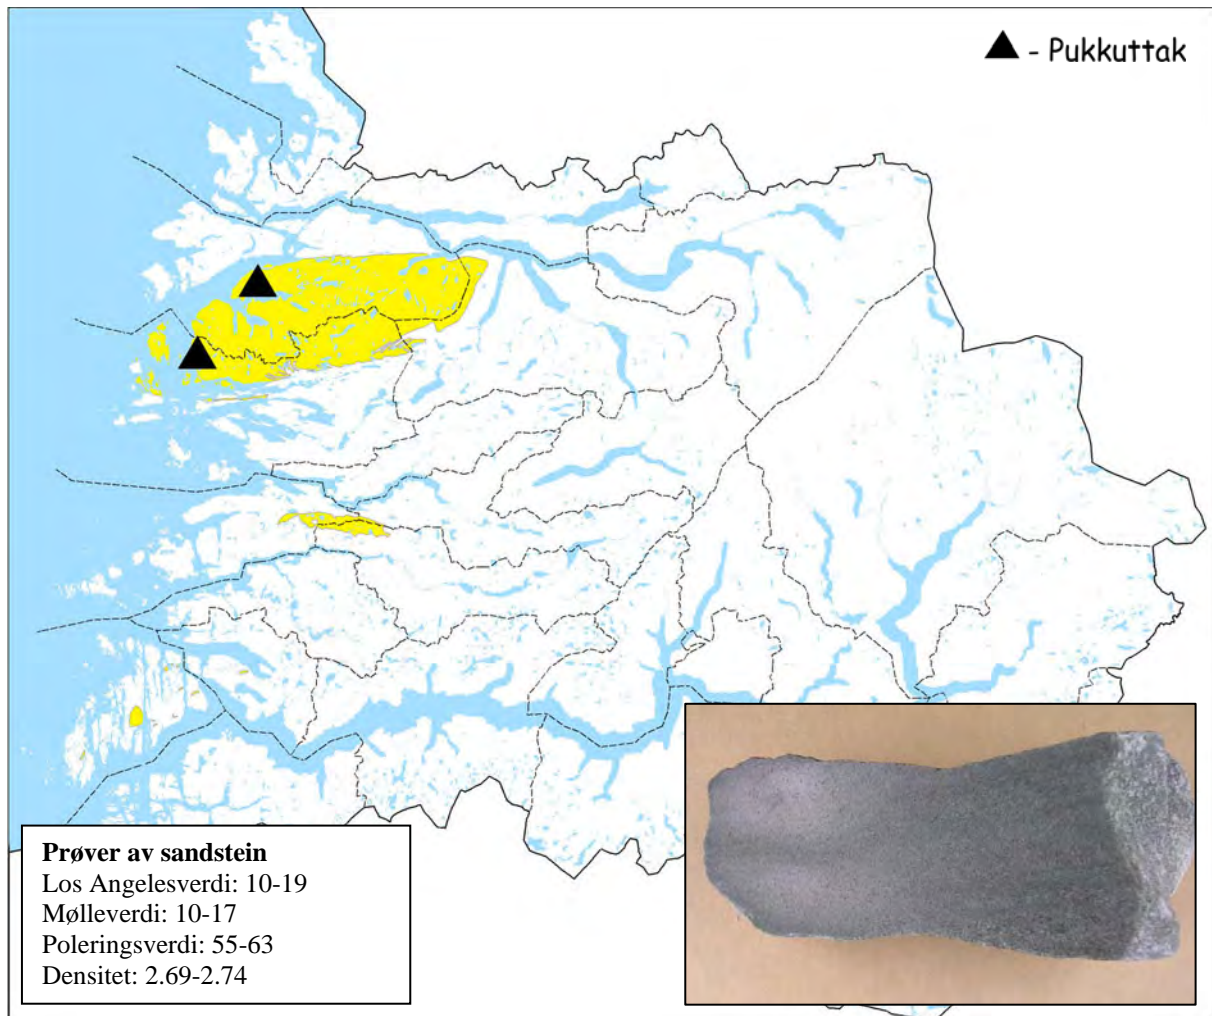 ▲ - Pukkuttak
Prøver av sandstein
Los Angelesverdi: 10-19
Mølleverdi: 10-17
Poleringsverdi: 55-63
Densitet: 2.69-2.74